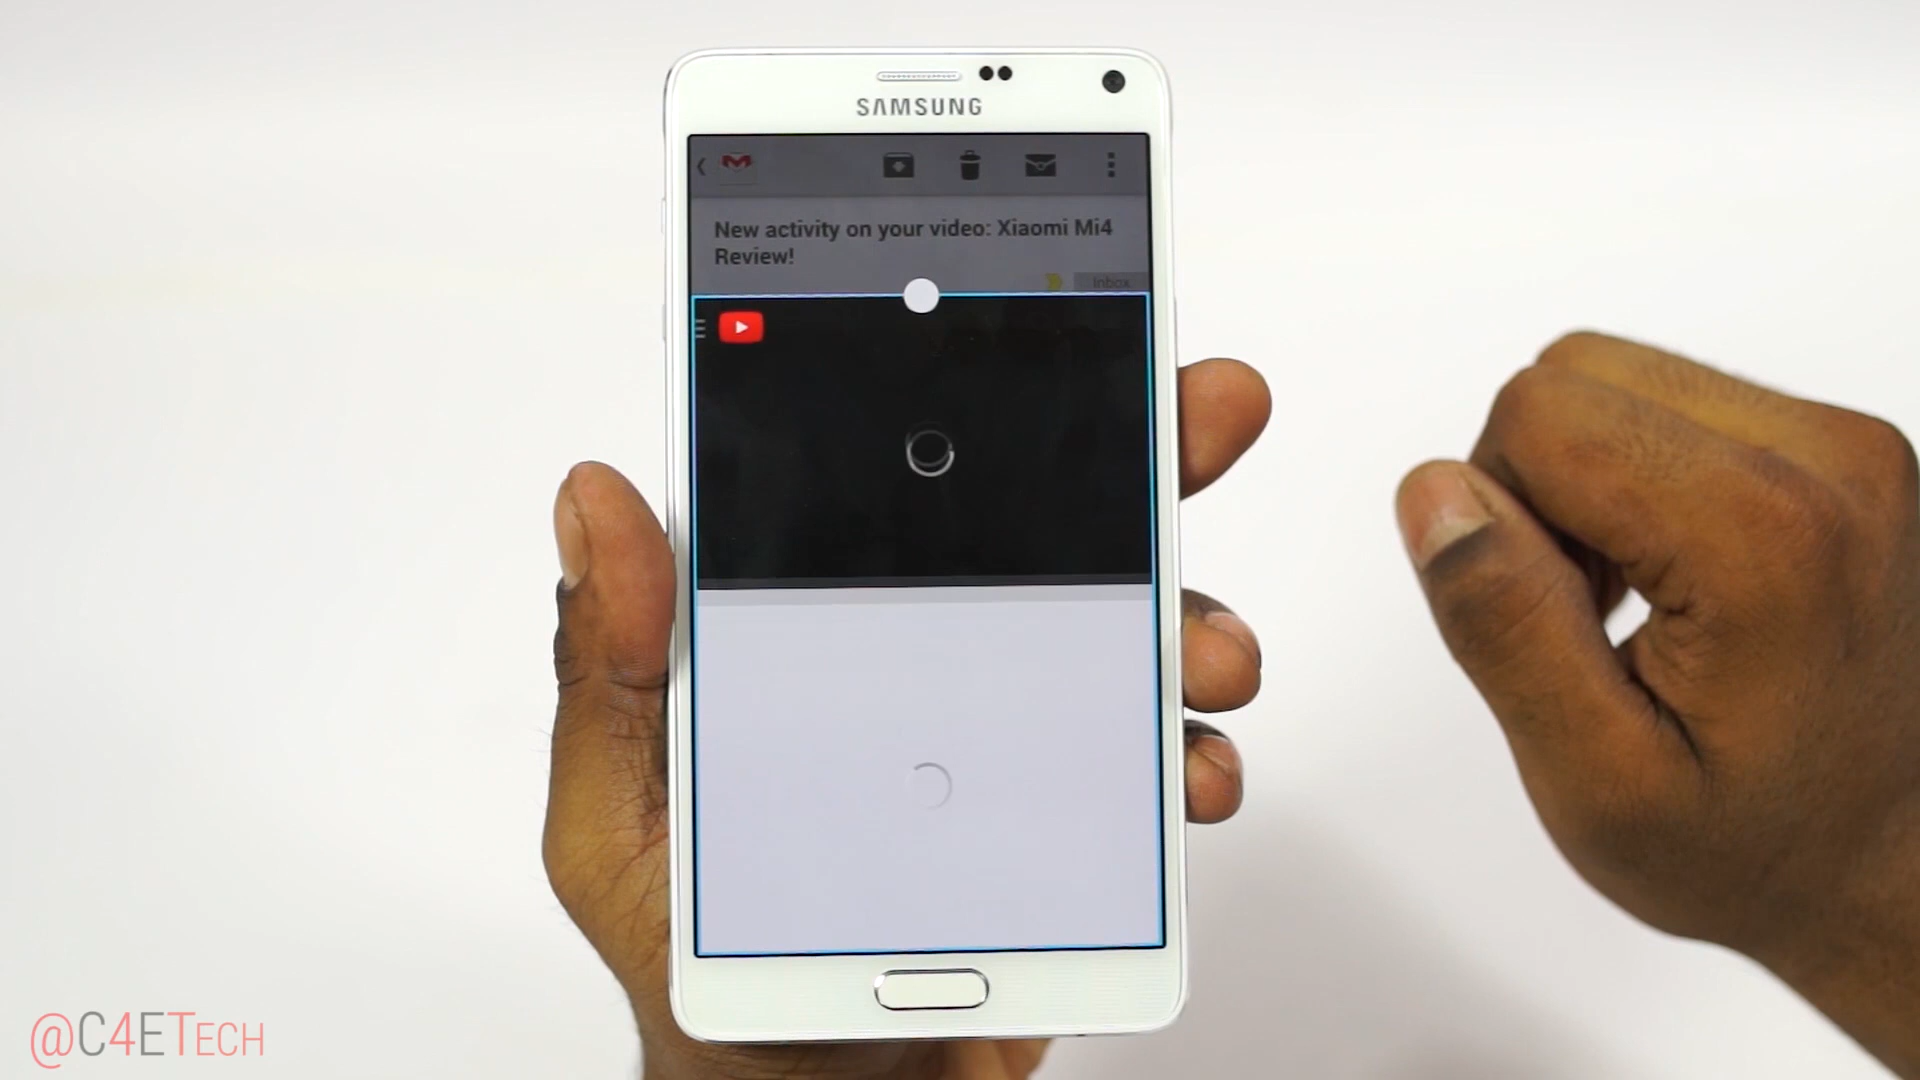 SAMSUNG
New activity on your video: Xiaomi Mi4
Review!
Inbox
@C4ETECH